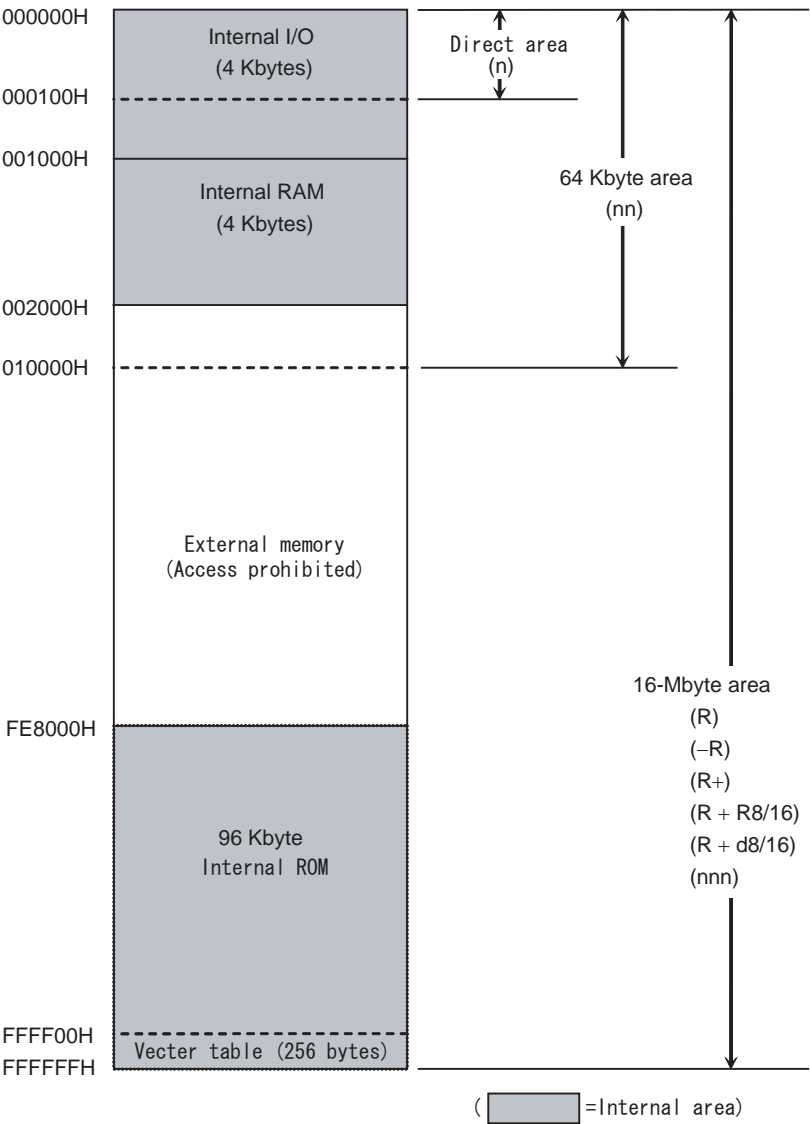 000000H
Internal I/O
(4 Kbytes)
Direct area
(n)
000100H
001000H
Internal RAM
(4 Kbytes)
64 Kbyte area
(nn)
002000H
010000H
External memory
(Access prohibited)
16-Mbyte area
(R)
(−R)
(R+)
(R + R8/16)
(R + d8/16)
(nnn)
FE8000H
96 Kbyte
Internal ROM
FFFF00H
Vecter table (256 bytes)
FFFFFFH
( =Internal area)